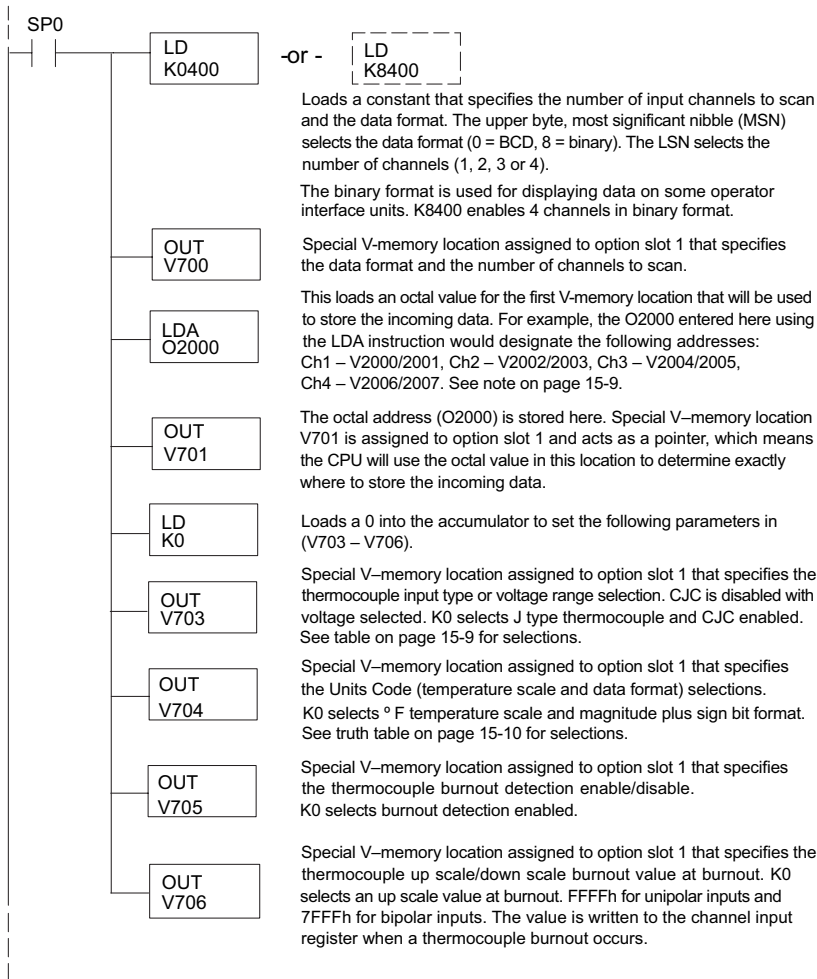 SP0
LD
K0400
-or -
LD
K8400
Loads a constant that specifies the number of input channels to scan
and the data format. The upper byte, most significant nibble (MSN)
selects the data format (0 = BCD, 8 = binary). The LSN selects the
number of channels (1, 2, 3 or 4).
The binary format is used for displaying data on some operator
interface units. K8400 enables 4 channels in binary format.
OUT
V700
Special V-memory location assigned to option slot 1 that specifies
the data format and the number of channels to scan.
LDA
O2000
This loads an octal value for the first V-memory location that will be used
to store the incoming data. For example, the O2000 entered here using
the LDA instruction would designate the following addresses:
Ch1 – V2000/2001, Ch2 – V2002/2003, Ch3 – V2004/2005,
Ch4 – V2006/2007. See note on page 15-9.
OUT
V701
The octal address (O2000) is stored here. Special V–memory location
V701 is assigned to option slot 1 and acts as a pointer, which means
the CPU will use the octal value in this location to determine exactly
where to store the incoming data.
LD
K0
Loads a 0 into the accumulator to set the following parameters in
(V703 – V706).
OUT
V703
Special V–memory location assigned to option slot 1 that specifies the
thermocouple input type or voltage range selection. CJC is disabled with
voltage selected. K0 selects J type thermocouple and CJC enabled.
See table on page 15-9 for selections.
OUT
V704
Special V–memory location assigned to option slot 1 that specifies
the Units Code (temperature scale and data format) selections.
K0 selects º F temperature scale and magnitude plus sign bit format.
See truth table on page 15-10 for selections.
OUT
V705
Special V–memory location assigned to option slot 1 that specifies
the thermocouple burnout detection enable/disable.
K0 selects burnout detection enabled.
OUT
V706
Special V–memory location assigned to option slot 1 that specifies the
thermocouple up scale/down scale burnout value at burnout. K0
selects an up scale value at burnout. FFFFh for unipolar inputs and
7FFFh for bipolar inputs. The value is written to the channel input
register when a thermocouple burnout occurs.